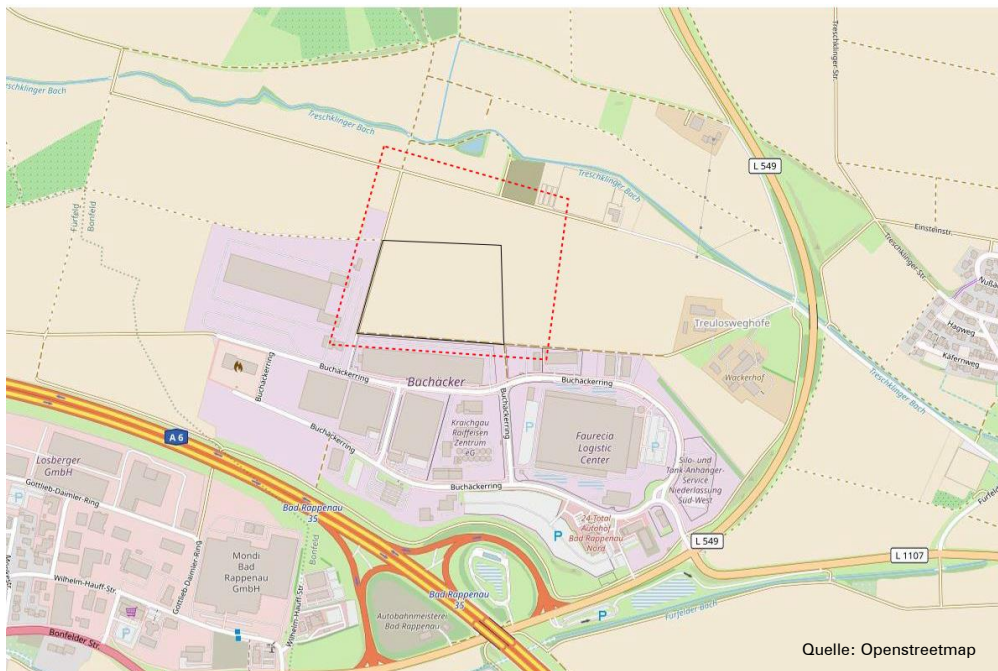 Treschklinger-Str.
Treschklinger Bach
L 549
Treschklinger Bach
Treschklinger Bach
Fürfeld
Bonfeld
Einsteinstr.
Treschklinger-Str.
Hagweg
Käfernweg
Treulosweghöfe
Wackerhof
Treschklinger Bach
Buchäckerring
Buchäcker
Buchäckerring
Buchäckerring
Buchäckerring
Buchäckerring
Kraichgau
Raiffeisen
Zentrum
eG
Faurecia
Logistic
Center
P
P
Silo- und
Tank-Anhänger-
Service
Niederlassung
Süd-West
A 6
Losberger
GmbH
Gottlieb-Daimler-Ring
P
Bad Rappenau
35
Buchäckerring
24-Total
Autohof
Bad Rappenau
Nord
P
L 549
L 1107
Bonfeld
Mondi
Bad
Rappenau
GmbH
Gottlieb-Daimler-Ring
Wilhelm-Hauff-Str.
Wilhelm-Hauff-Str.
Bad Rappenau
35
Autobahnmeisterei
Bad Rappenau
P
P
Fürfelder Bach
Bonfelder Str.
Quelle: Openstreetmap